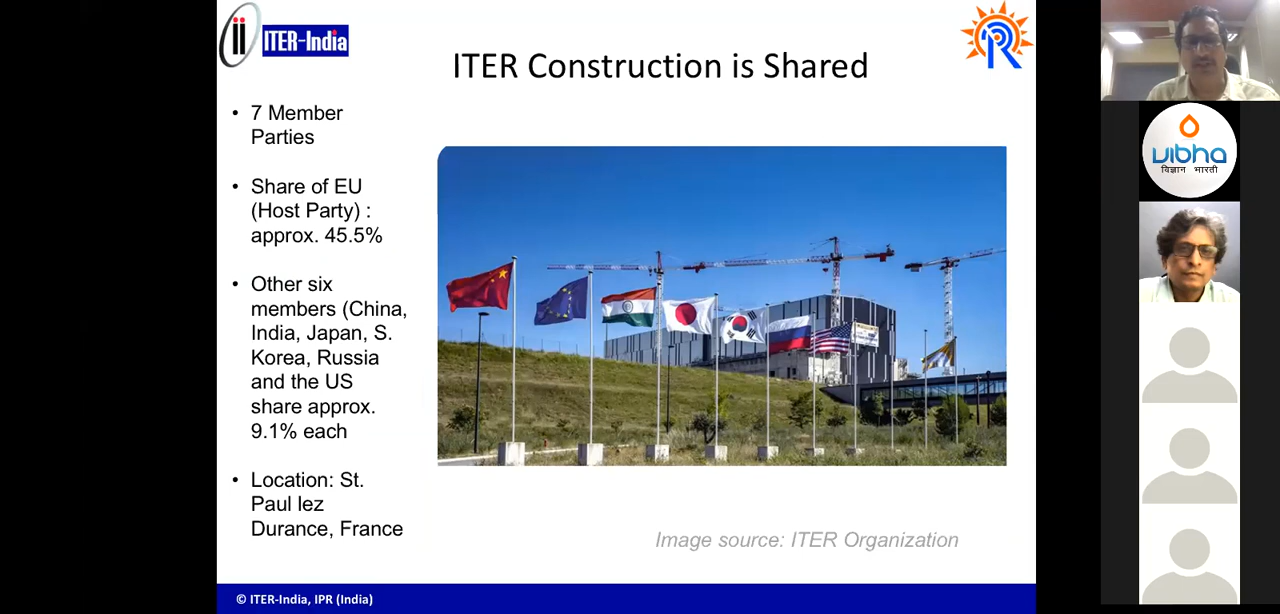 ii ITER-India
ITER Construction is Shared
• 7 Member
Parties
• Share of EU
(Host Party) :
approx. 45.5%
• Other six
members (China,
India, Japan, S.
Korea, Russia
and the US
share approx.
9.1% each
• Location: St.
Paul lez
Durance, France
Image source: ITER Organization
© ITER-India, IPR (India)
vibha
विज्ञान भारती